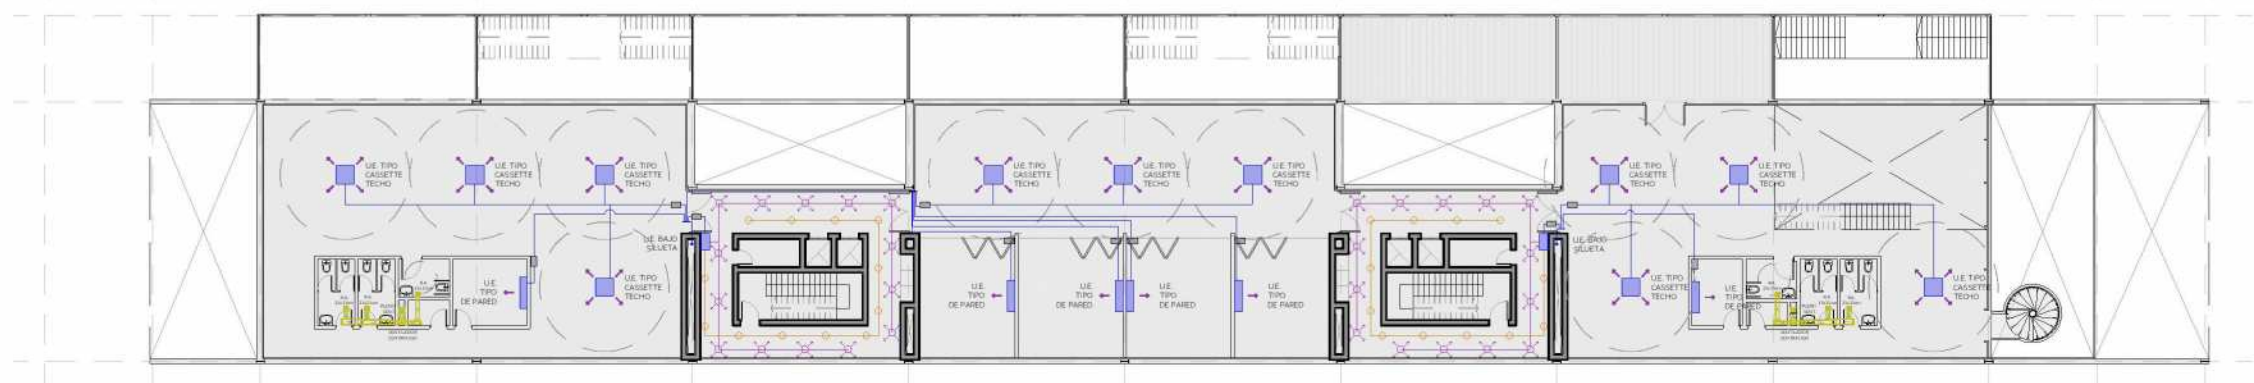 U.E. TIPO
CASSETTE
TECHO
U.E. TIPO
CASSETTE
TECHO
U.E. TIPO
CASSETTE
TECHO
U.E. TIPO
CASSETTE
TECHO
U.E. TIPO
CASSETTE
TECHO
U.E. TIPO
CASSETTE
TECHO
U.E. TIPO
CASSETTE
TECHO
U.E. TIPO
CASSETTE
TECHO
U.E. BAJO
SILUETA
U.E. BAJO
SILUETA
U.E.
TIPO
DE PARED
U.E. TIPO
CASSETTE
TECHO
U.E.
TIPO
DE PARED
U.E.
TIPO
DE PARED
U.E.
TIPO
DE PARED
U.E.
TIPO
DE PARED
U.E. TIPO
CASSETTE
TECHO
U.E.
TIPO
DE PARED
U.E. TIPO
CASSETTE
TECHO